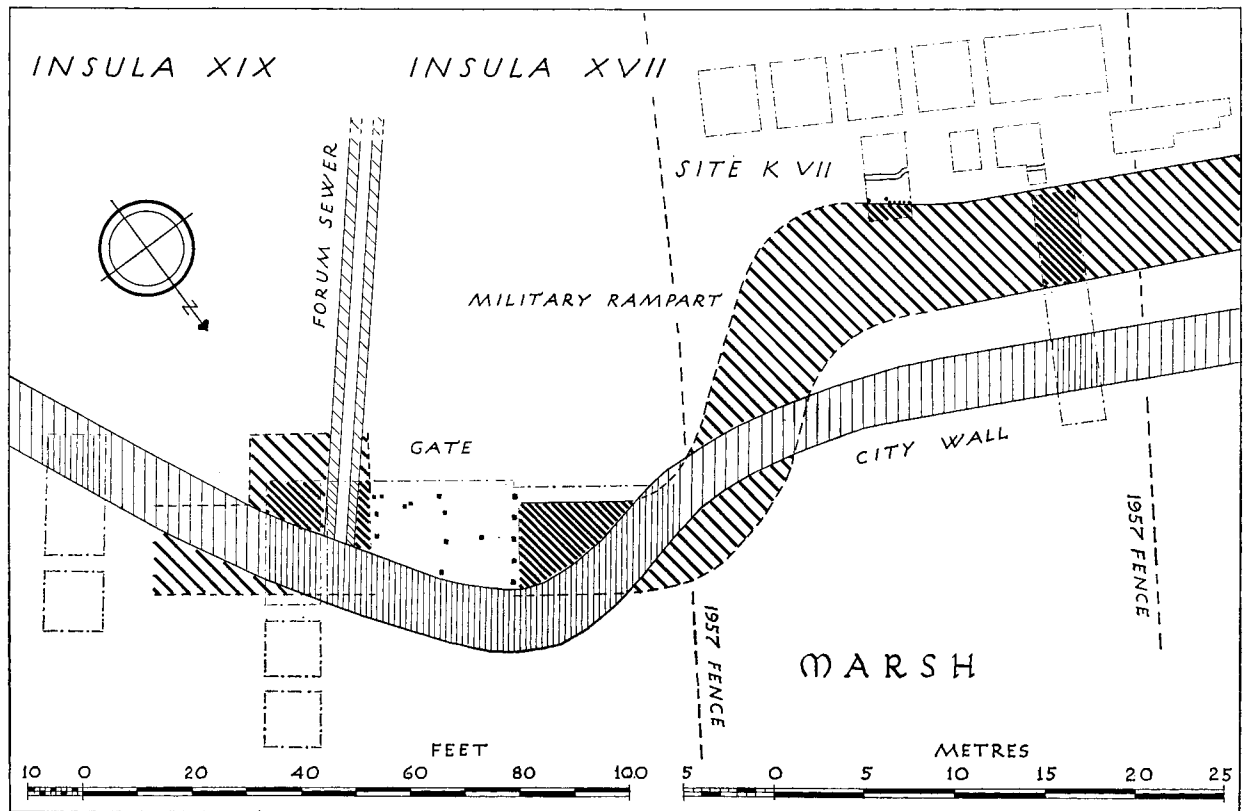 INSULA XIX
INSULA XVII
SITE K VII
FORUM SEWER
MILITARY RAMPART
N
GATE
CITY WALL
1957 FENCE
1957 FENCE
MARSH
FEET
METRES
10 0 20 40 60 80 100
5 0 5 10 15 20 25